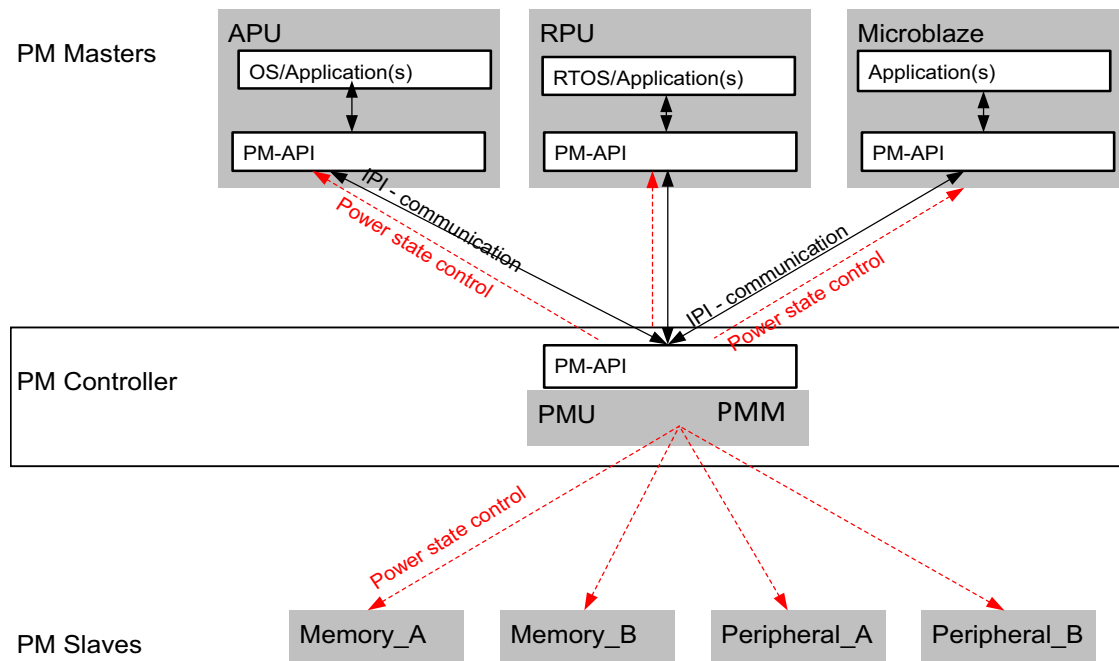 PM Masters
APU
OS/Application(s)
PM-API
RPU
RTOS/Application(s)
PM-API
Microblaze
Application(s)
PM-API
IPI - communication
Power state control
IPI - communication
Power state control
PM Controller
PM-API
PMU
PMM
Power state control
PM Slaves
Memory_A
Memory_B
Peripheral_A
Peripheral_B